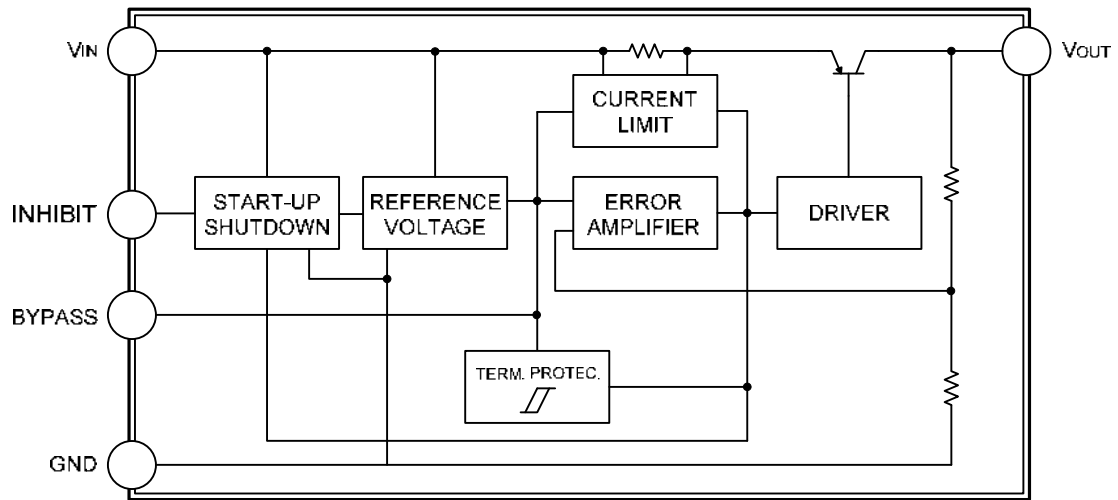 VIN
VOUT
CURRENT
LIMIT
INHIBIT
START-UP
SHUTDOWN
REFERENCE
VOLTAGE
ERROR
AMPLIFIER
DRIVER
BYPASS
TERM. PROTEC.
GND